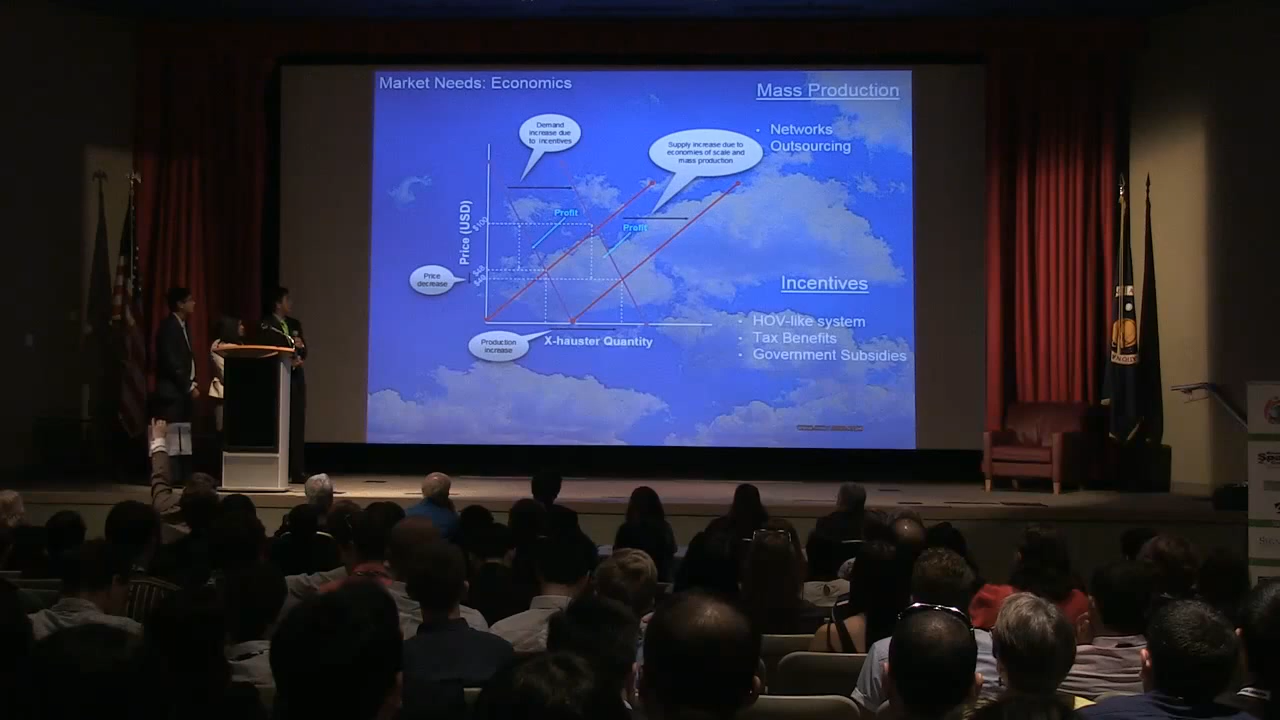 Market Needs: Economics
Mass Production
Demand
increase due
to incentives
Networks
Outsourcing
Supply increase due to
economies of scale and
mass production.
Profit
Profit
Price (USD)
Price
decrease
Incentives
HOV-like system
Tax Benefits
Government Subsidies
Production
increase
X-hauster Quantity